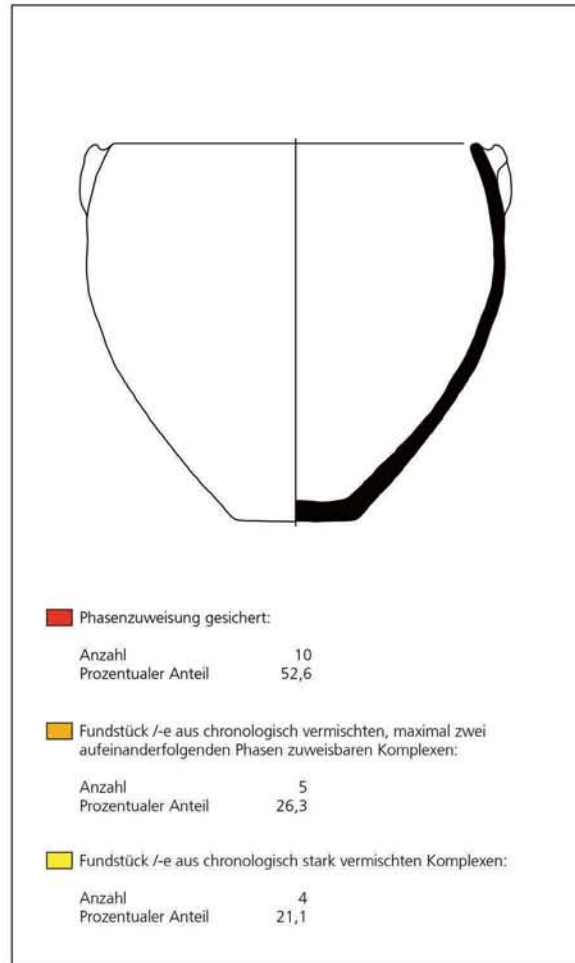 Phasenzuweisung gesichert:
Anzahl 10
Prozentualer Anteil 52,6
Fundstück /-e aus chronologisch vermischten, maximal zwei
aufeinanderfolgenden Phasen zuweisbaren Komplexen:
Anzahl 5
Prozentualer Anteil 26,3
Fundstück /-e aus chronologisch stark vermischten Komplexen:
Anzahl 4
Prozentualer Anteil 21,1